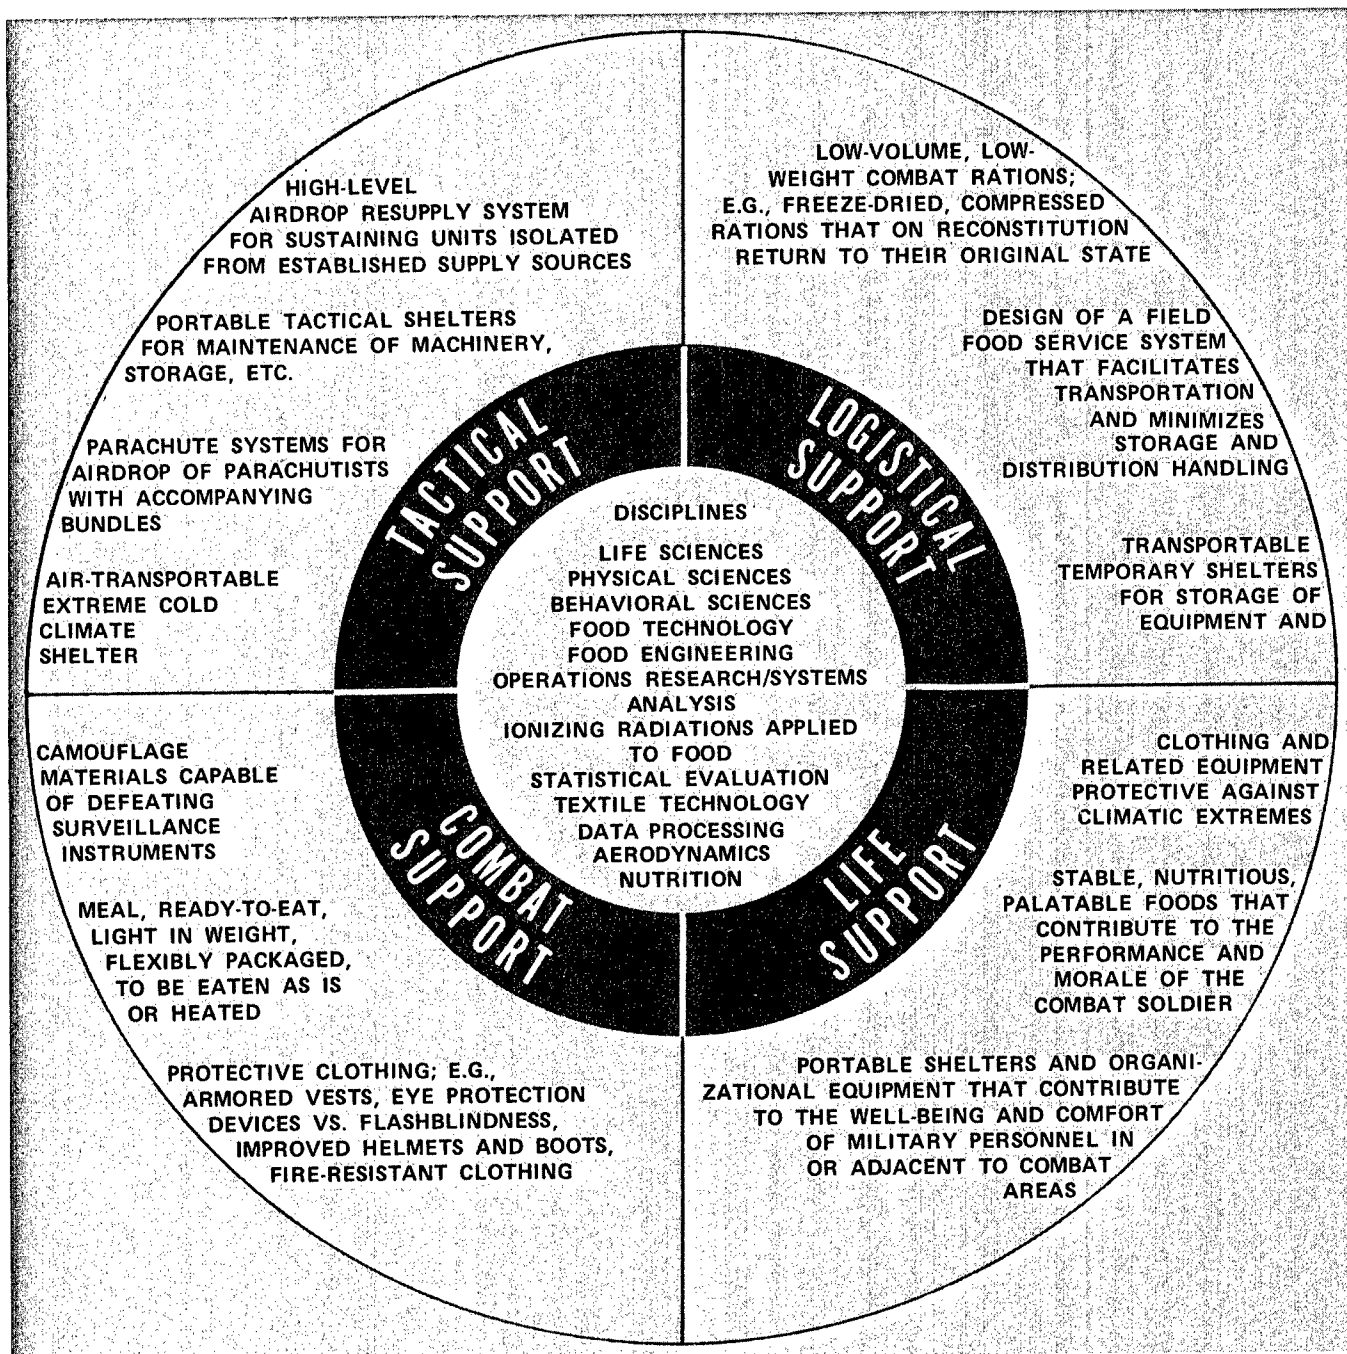 HIGH-LEVEL
AIRDROP RESUPPLY SYSTEM
FOR SUSTAINING UNITS ISOLATED
FROM ESTABLISHED SUPPLY SOURCES
PORTABLE TACTICAL SHELTERS
FOR MAINTENANCE OF MACHINERY,
STORAGE, ETC.
PARACHUTE SYSTEMS FOR
AIRDROP OF PARACHUTISTS
WITH ACCOMPANYING
BUNDLES
AIR-TRANSPORTABLE
EXTREME COLD
CLIMATE
SHELTER
LOW-VOLUME, LOW-
WEIGHT COMBAT RATIONS;
E.G., FREEZE-DRIED, COMPRESSED
RATIONS THAT ON RECONSTITUTION
RETURN TO THEIR ORIGINAL STATE
DESIGN OF A FIELD
FOOD SERVICE SYSTEM
THAT FACILITATES
TRANSPORTATION
AND MINIMIZES
STORAGE AND
DISTRIBUTION HANDLING
TRANSPORTABLE
TEMPORARY SHELTERS
FOR STORAGE OF
EQUIPMENT AND
TACTICAL
SUPPORT
LOGISTICAL
SUPPORT
DISCIPLINES
LIFE SCIENCES
PHYSICAL SCIENCES
BEHAVIORAL SCIENCES
FOOD TECHNOLOGY
FOOD ENGINEERING
OPERATIONS RESEARCH/SYSTEMS
ANALYSIS
IONIZING RADIATIONS APPLIED
TO FOOD
STATISTICAL EVALUATION
TEXTILE TECHNOLOGY
DATA PROCESSING
AERODYNAMICS
NUTRITION
COMBAT
SUPPORT
LIFE
SUPPORT
CAMOUFLAGE
MATERIALS CAPABLE
OF DEFEATING
SURVEILLANCE
INSTRUMENTS
MEAL, READY-TO-EAT,
LIGHT IN WEIGHT,
FLEXIBLY PACKAGED,
TO BE EATEN AS IS
OR HEATED
PROTECTIVE CLOTHING; E.G.,
ARMORED VESTS, EYE PROTECTION
DEVICES VS. FLASHBLINDNESS,
IMPROVED HELMETS AND BOOTS,
FIRE-RESISTANT CLOTHING
CLOTHING AND
RELATED EQUIPMENT
PROTECTIVE AGAINST
CLIMATIC EXTREMES
STABLE, NUTRITIOUS,
PALATABLE FOODS THAT
CONTRIBUTE TO THE
PERFORMANCE AND
MORALE OF THE
COMBAT SOLDIER
PORTABLE SHELTERS AND ORGANI-
ZATIONAL EQUIPMENT THAT CONTRIBUTE
TO THE WELL-BEING AND COMFORT
OF MILITARY PERSONNEL IN
OR ADJACENT TO COMBAT
AREAS